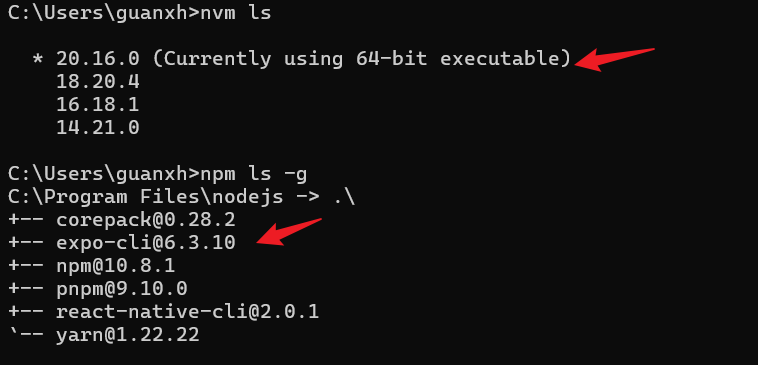 C:\Users\guanxh>nvm ls
* 20.16.0 (Currently using 64-bit executable)
18.20.4
16.18.1
14.21.0
C:\Users\guanxh>npm ls -g
C:\Program Files\nodejs -> .\
+-- corepack@0.28.2
+-- expo-cli@6.3.10
+-- npm@10.8.1
+-- pnpm@9.10.0
+-- react-native-cli@2.0.1
`-- yarn@1.22.22